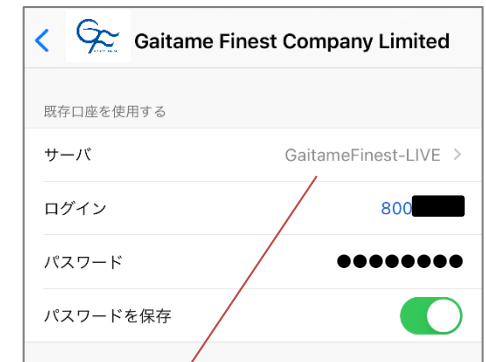 Gaitame Finest Company Limited
既存口座を使用する
サーバ GaitameFinest-LIVE
ログイン 800
パスワード ●●●●●●●●
パスワードを保存